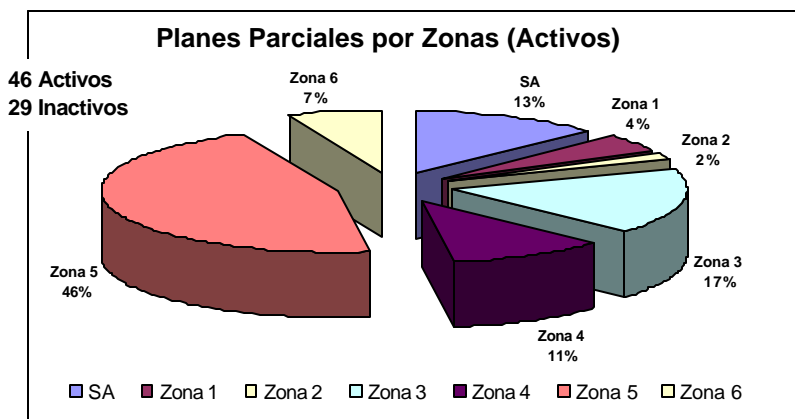 Planes Parciales por Zonas (Activos)
46 Activos
29 Inactivos
Zona 6
7%
SA
13%
Zona 1
4%
Zona 2
2%
Zona 3
17%
Zona 4
11%
Zona 5
46%
SA Zona 1 Zona 2 Zona 3 Zona 4 Zona 5 Zona 6